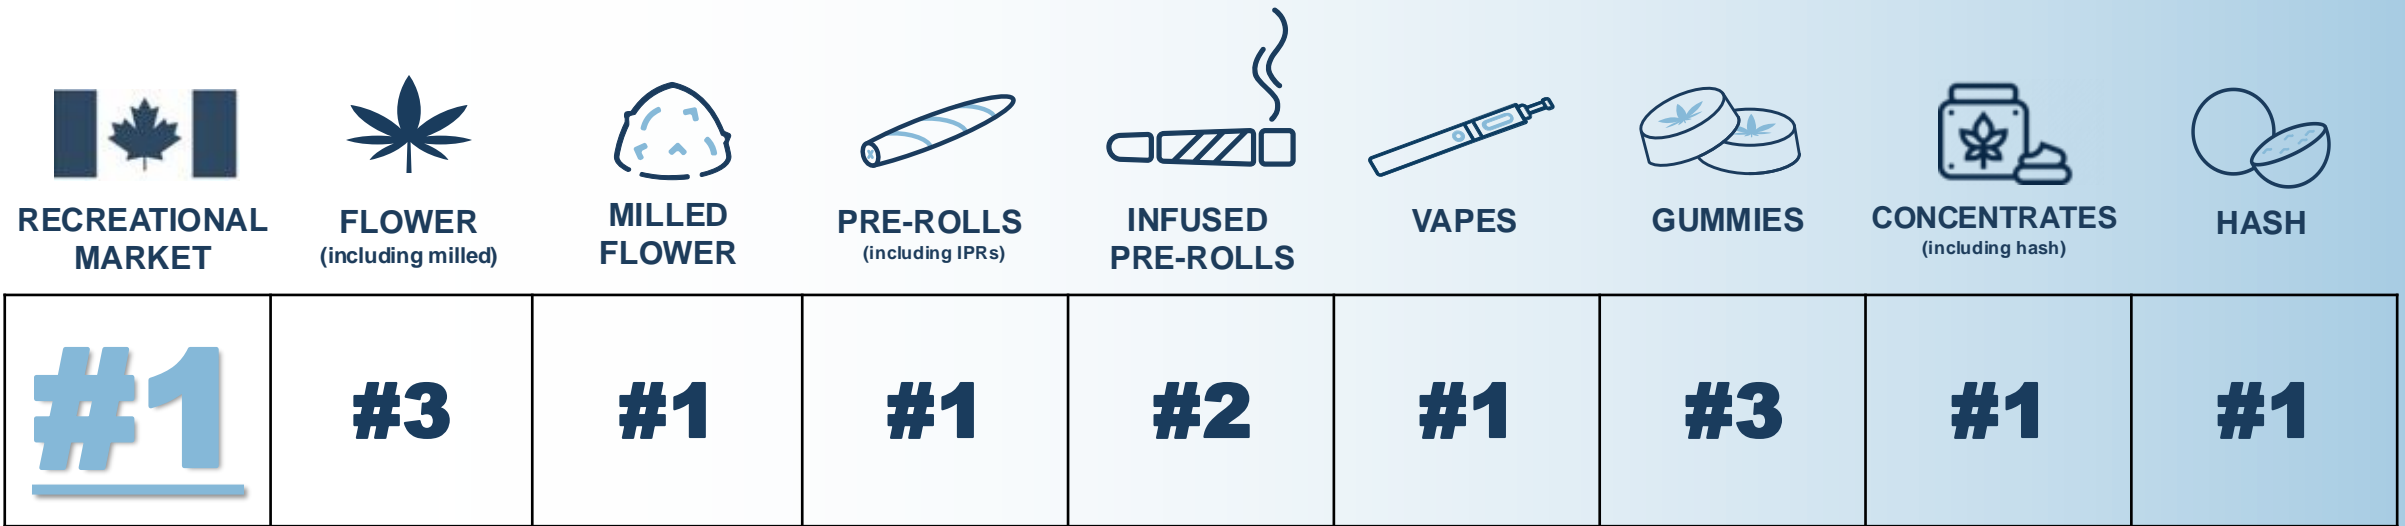 RECREATIONAL
MARKET
FLOWER
(including milled)
MILLED
FLOWER
PRE-ROLLS
(including IPRs)
INFUSED
PRE-ROLLS
VAPES
GUMMIES
CONCENTRATES
(including hash)
HASH
#1
#3
#1
#1
#2
#1
#3
#1
#1